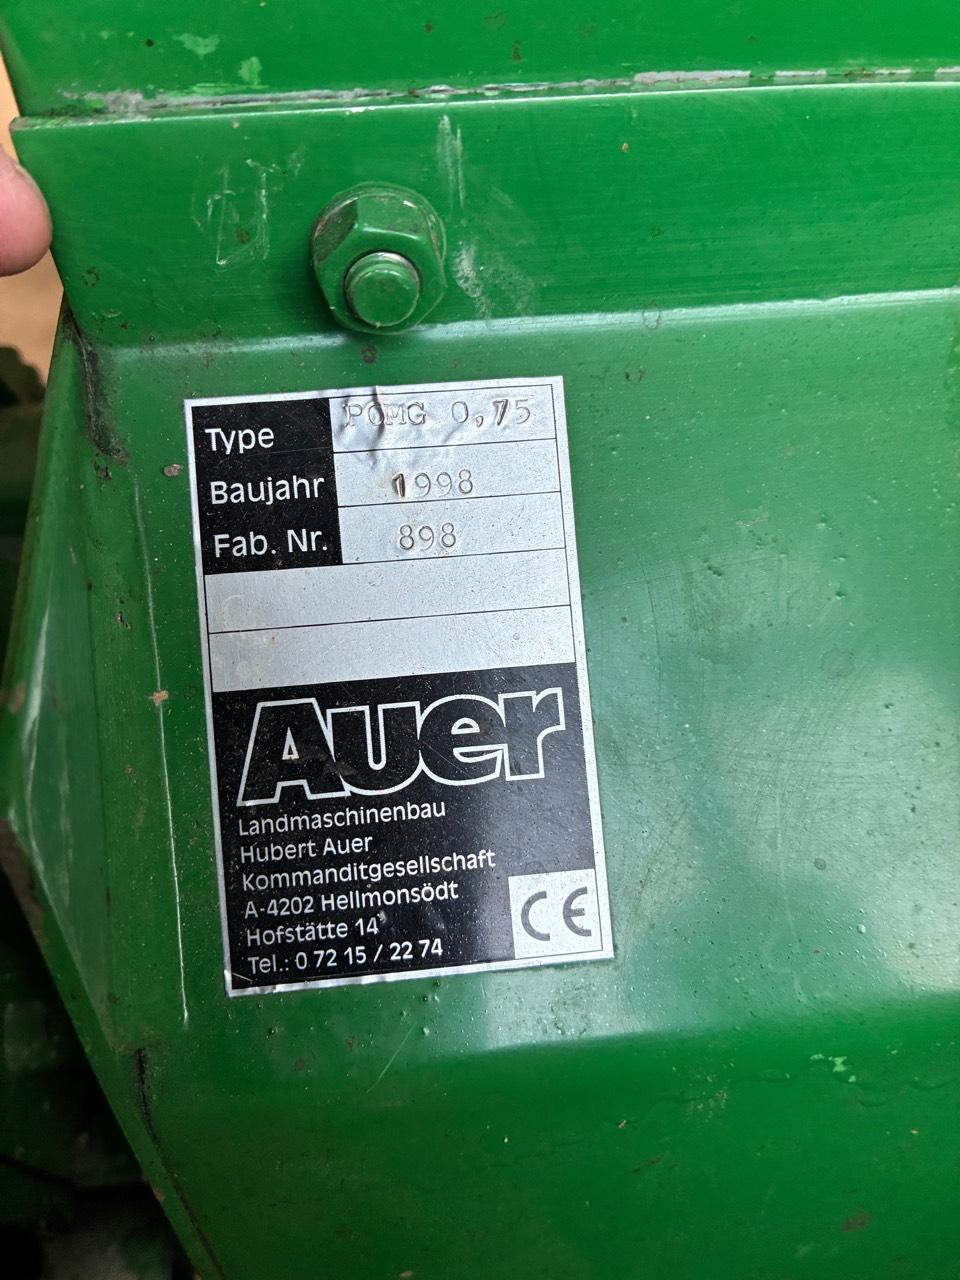 Type POMG 0,75
Baujahr 1998
Fab. Nr. 898
Auer
Landmaschinenbau
Hubert Auer
Kommanditgesellschaft
A-4202 Hellmonsödt
Hofstätte 14
Tel.: 0 72 15 / 22 74
CE